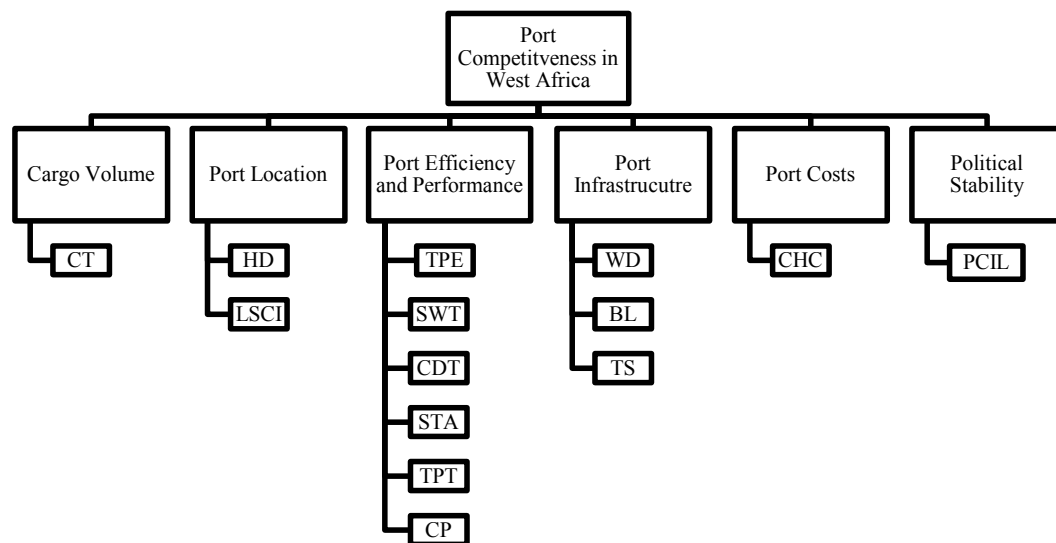 Port
Competitveness in
West Africa
Cargo Volume
Port Location
Port Efficiency
and Performance
Port
Infrastrucutre
Port Costs
Political
Stability
CT
HD
LSCI
TPE
SWT
CDT
STA
TPT
CP
WD
BL
TS
CHC
PCIL